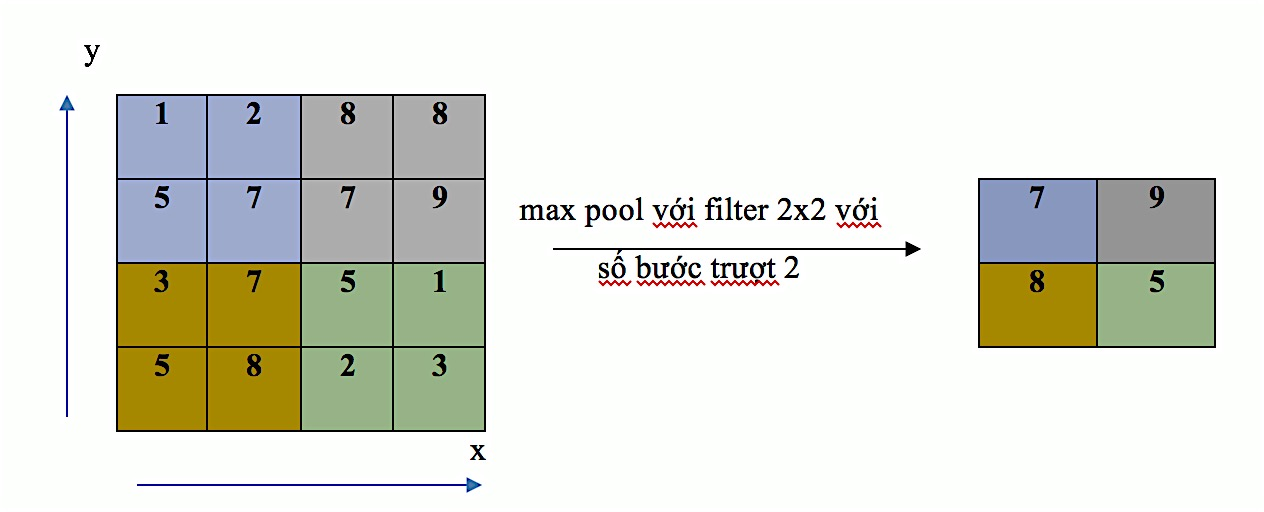 y
1 2 8 8
5 7 7 9
3 7 5 1
5 8 2 3
x
max pool với filter 2x2 với
số bước trượt 2
7 9
8 5